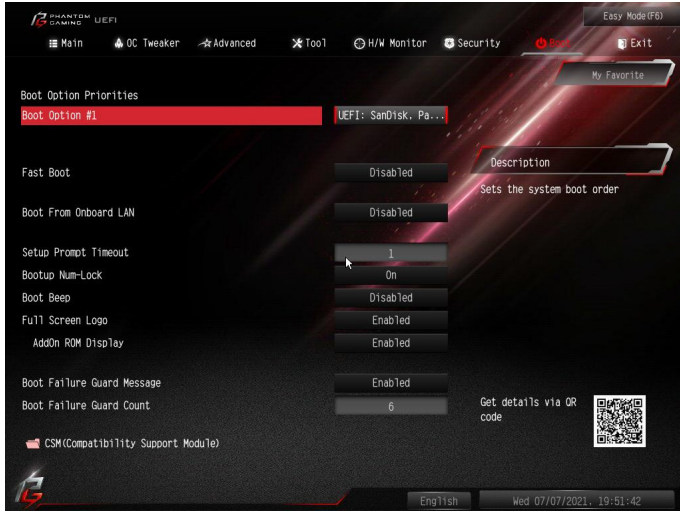 PHANTOM GAMING UEFI
Easy Mode(F6)
Main OC Tweaker Advanced Tool H/W Monitor Security Boot Exit
My Favorite
Boot Option Priorities
Boot Option #1 UEFI: SanDisk, Pa...
Description
Fast Boot Disabled
Sets the system boot order
Boot From Onboard LAN Disabled
Setup Prompt Timeout 1
Bootup Num-Lock On
Boot Beep Disabled
Full Screen Logo Enabled
AddOn ROM Display Enabled
Boot Failure Guard Message Enabled
Boot Failure Guard Count 6
Get details via QR
code
CSM(Compatibility Support Module)
English
Wed 07/07/2021, 19:51:42